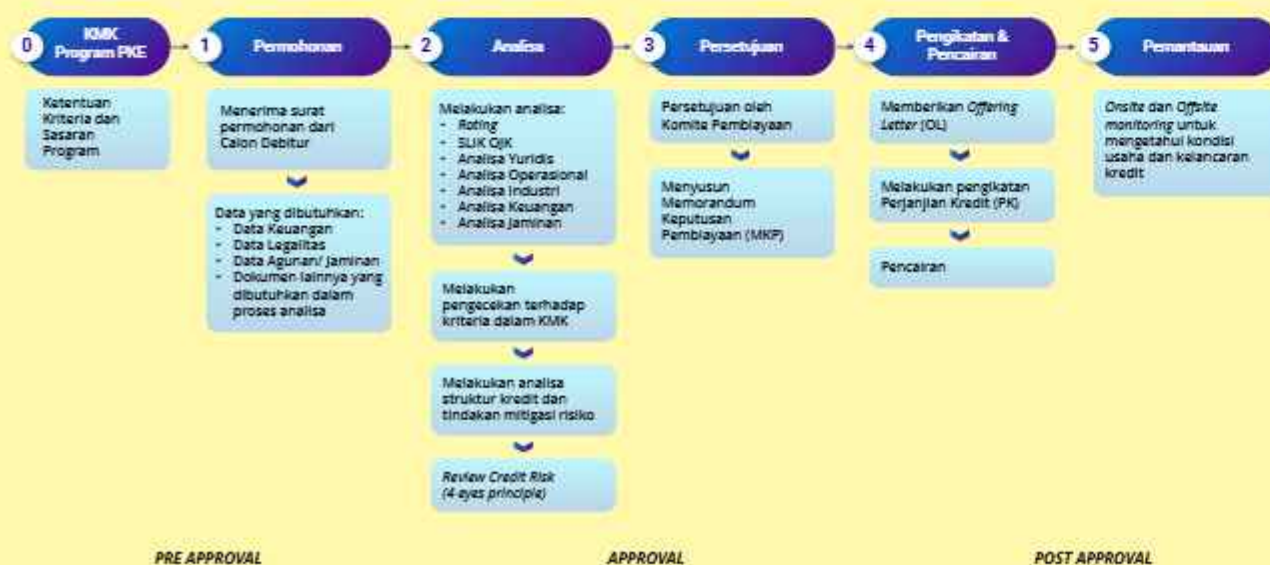 0
KMK
Program PKE
1
Permohonan
2
Analisa
3
Persetujuan
4
Pengikatan &
Pencairan
5
Pemantauan
Ketentuan
Kriteria dan
Sasaran
Program
Menerima surat
permohonan dari
Calon Debitur
Data yang dibutuhkan:
- Data Keuangan
- Data Legalitas
- Data Agunan/ Jaminan
- Dokumen lainnya yang
dibutuhkan dalam
proses analisa
Melakukan analisa:
- Rating
- SLIK OJK
- Analisa Yuridis
- Analisa Operasional
- Analisa Industri
- Analisa Keuangan
- Analisa Jaminan
Melakukan
pengecekan terhadap
kriteria dalam KMK
Melakukan analisa
struktur kredit dan
tindakan mitigasi risiko
Review Credit Risk
(4 eyes principle)
Persetujuan oleh
Komite Pembiayaan
Menyusun
Memorandum
Keputusan
Pembiayaan (MKP)
Memberikan Offering
Letter (OL)
Melakukan pengikatan
Perjanjian Kredit (PK)
Pencairan
Onsite dan Offsite
monitoring untuk
mengetahui kondisi
usaha dan kelancaran
kredit
PRE APPROVAL
APPROVAL
POST APPROVAL